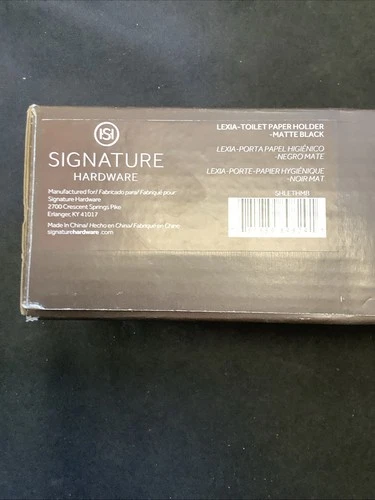 SIGNATURE
HARDWARE
Manufactured for/ Fabricado para/ Fabriqué pour
Signature Hardware
2700 Crescent Springs Pike
Erlanger, KY 41017
Made In China/ Hecho en China/ Fabriqué en Chine
signaturehardware.com
LEXIA-TOILET PAPER HOLDER
-MATTE BLACK
LEXIA-PORTA PAPEL HIGIÉNICO
-NEGRO MATE
LEXIA-PORTE-PAPIER HYGIÉNIQUE
-NOIR MAT
SHLETHMB